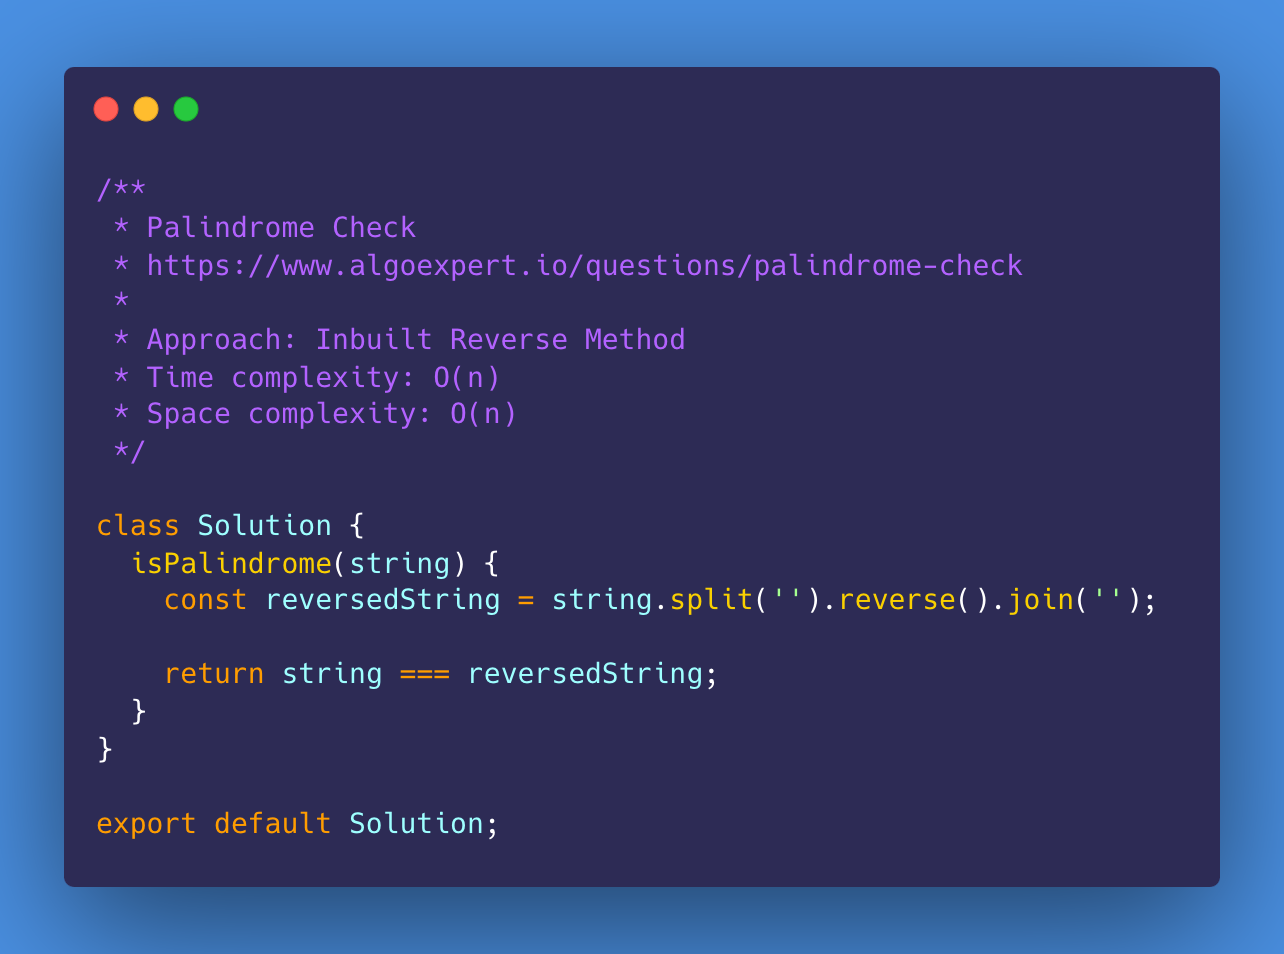 /**
 * Palindrome Check
 * https://www.algoexpert.io/questions/palindrome-check
 *
 * Approach: Inbuilt Reverse Method
 * Time complexity: O(n)
 * Space complexity: O(n)
 */

class Solution {
  isPalindrome(string) {
    const reversedString = string.split('').reverse().join('');

    return string === reversedString;
  }
}

export default Solution;